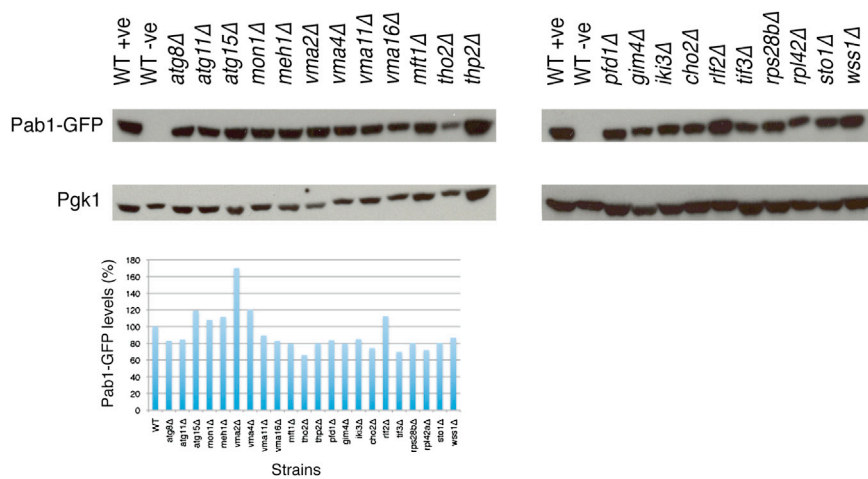 WT +ve WT -ve atg8Δ atg11Δ atg15Δ mon1Δ meh1Δ vma2Δ vma4Δ vma11Δ vma16Δ mft1Δ tho2Δ thp2Δ
WT +ve WT -ve pfd1Δ gim4Δ iki3Δ cho2Δ rlf2Δ tif3Δ rps28bΔ rpl42Δ sto1Δ wss1Δ
Pab1-GFP
Pgk1
Pab1-GFP levels (%)
180
160
140
120
100
80
60
40
20
0
WT atg8Δ atg11Δ atg15Δ mon1Δ meh1Δ vma2Δ vma4Δ vma11Δ vma16Δ mft1Δ tho2Δ thp2Δ pfd1Δ gim4Δ iki3Δ cho2Δ rlf2Δ tif3Δ rps28bΔ rpl42aΔ sto1Δ wss1Δ
Strains